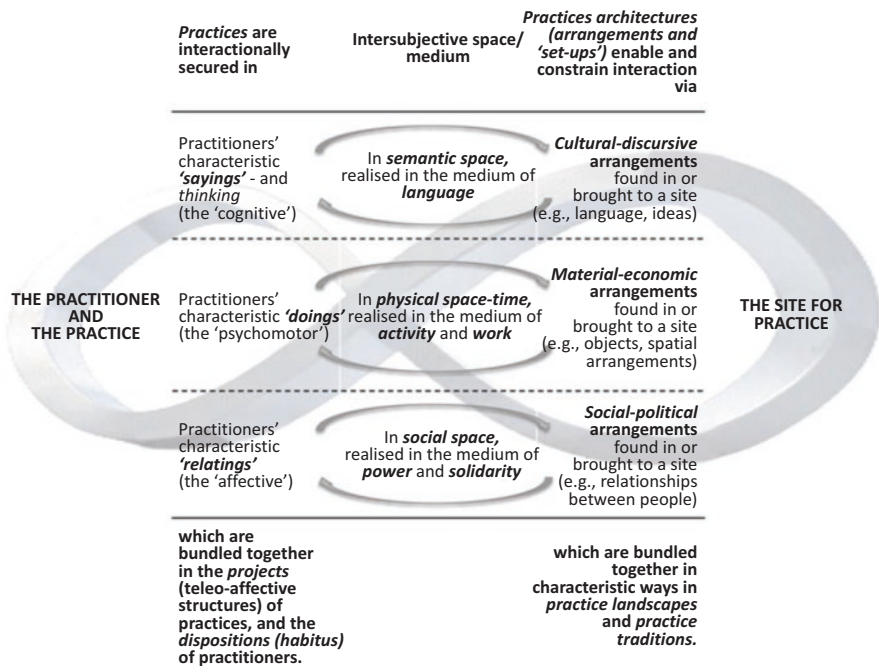 Practices are
interactionally
secured in
Intersubjective space/
medium
Practices architectures
(arrangements and
‘set-ups’) enable and
constrain interaction
via
Practitioners’
characteristic
‘sayings’ - and
thinking
(the ‘cognitive’)
In semantic space,
realised in the medium of
language
Cultural-discursive
arrangements
found in or
brought to a site
(e.g., language, ideas)
THE PRACTITIONER
AND
THE PRACTICE
Practitioners’
characteristic ‘doings’
(the ‘psychomotor’)
In physical space-time,
realised in the medium of
activity and work
Material-economic
arrangements
found in or
brought to a site
(e.g., objects, spatial
arrangements)
THE SITE FOR
PRACTICE
Practitioners’
characteristic
‘relatings’
(the ‘affective’)
In social space,
realised in the medium of
power and solidarity
Social-political
arrangements
found in or
brought to a site
(e.g., relationships
between people)
which are
bundled together
in the projects
(teleo-affective
structures) of
practices, and the
dispositions (habitus)
of practitioners.
which are bundled
together in
characteristic ways in
practice landscapes
and practice
traditions.